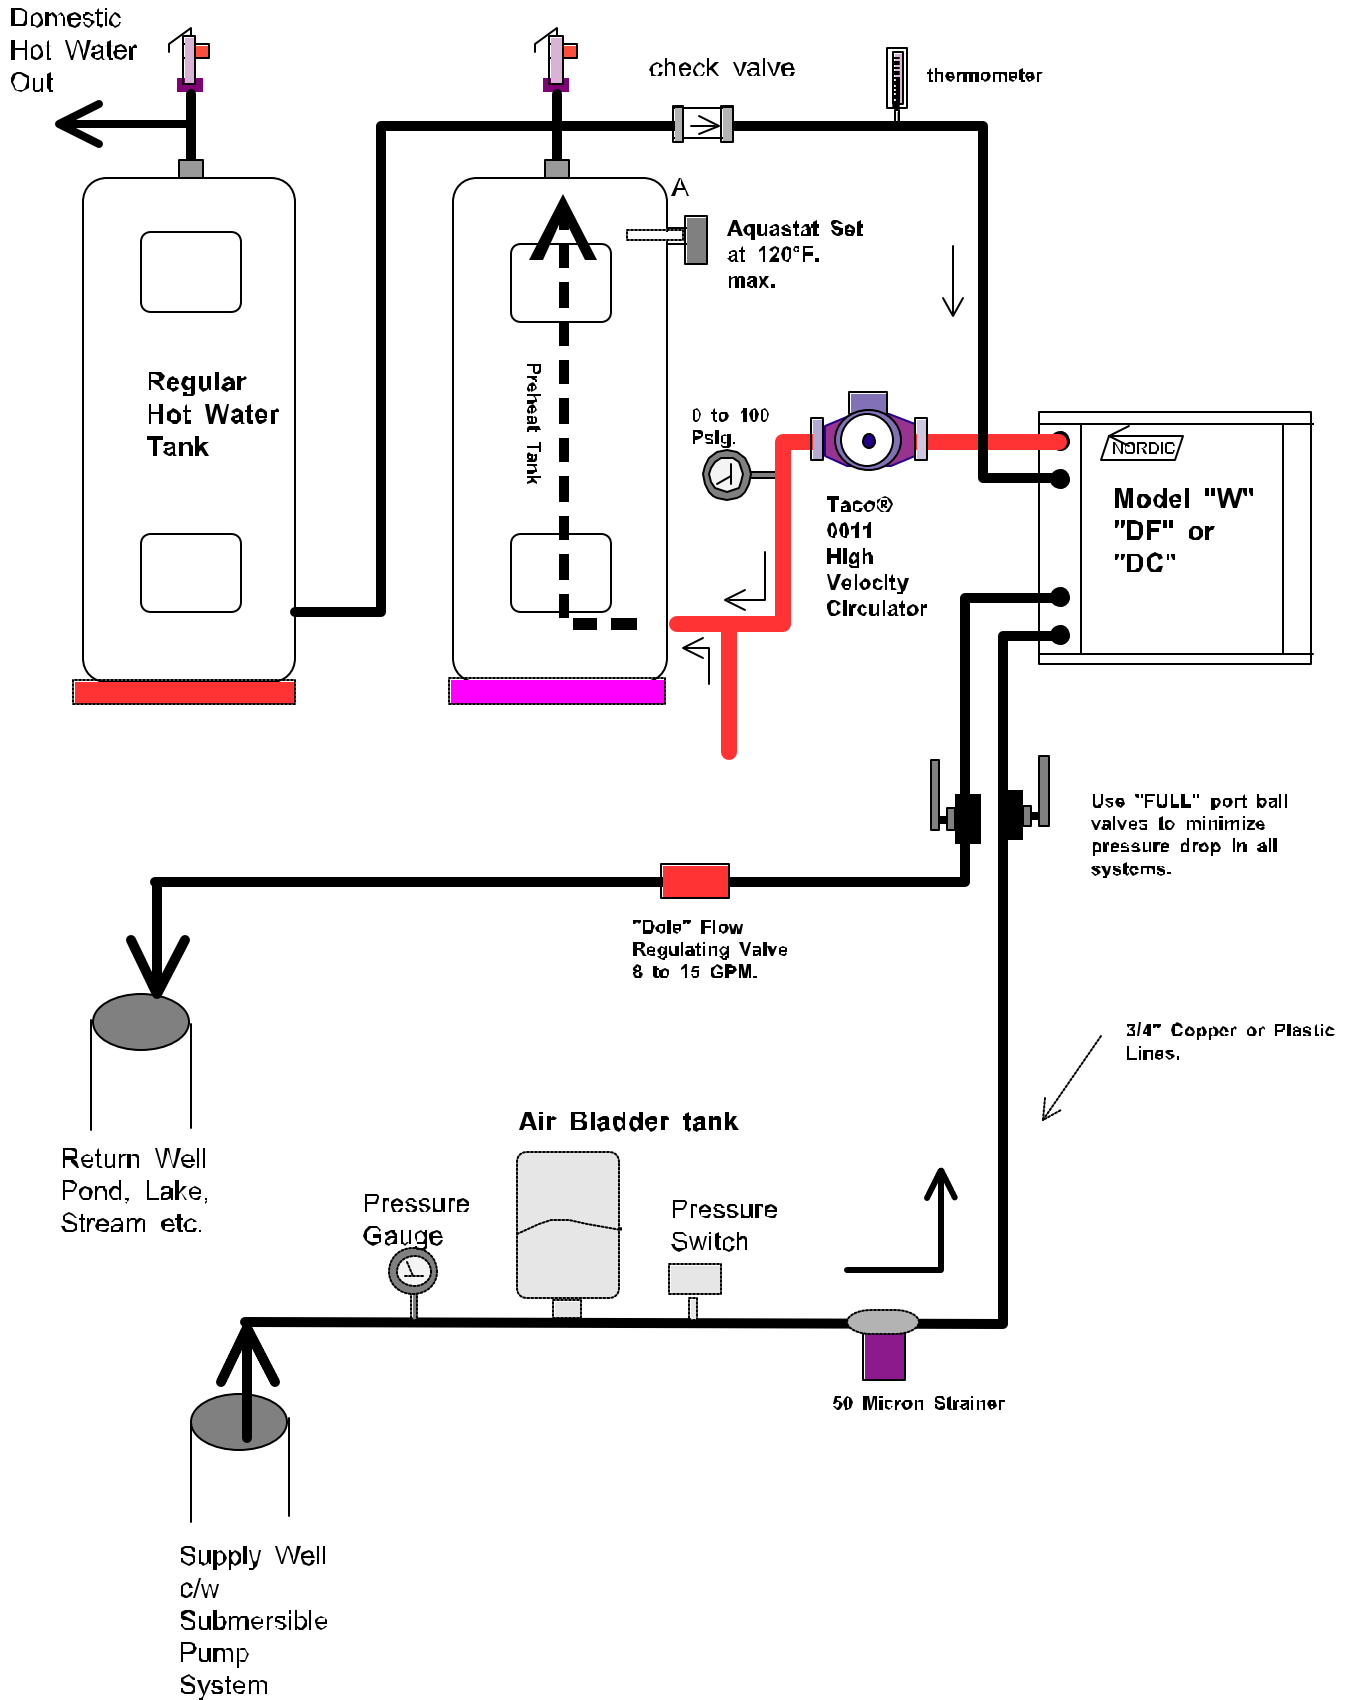 Domestic
Hot Water
Out
check valve
thermometer
A
Aquastat Set
at 120°F.
max.
Regular
Hot Water
Tank
Preheat Tank
0 to 100
Psig.
Taco®
0011
High
Velocity
Circulator
NORDIC
Model "W"
"DF" or
"DC"
Use "FULL" port ball
valves to minimize
pressure drop in all
systems.
"Dole" Flow
Regulating Valve
8 to 15 GPM.
3/4" Copper or Plastic
Lines.
Air Bladder tank
Return Well
Pond, Lake,
Stream etc.
Pressure
Gauge
Pressure
Switch
50 Micron Strainer
Supply Well
c/w
Submersible
Pump
System